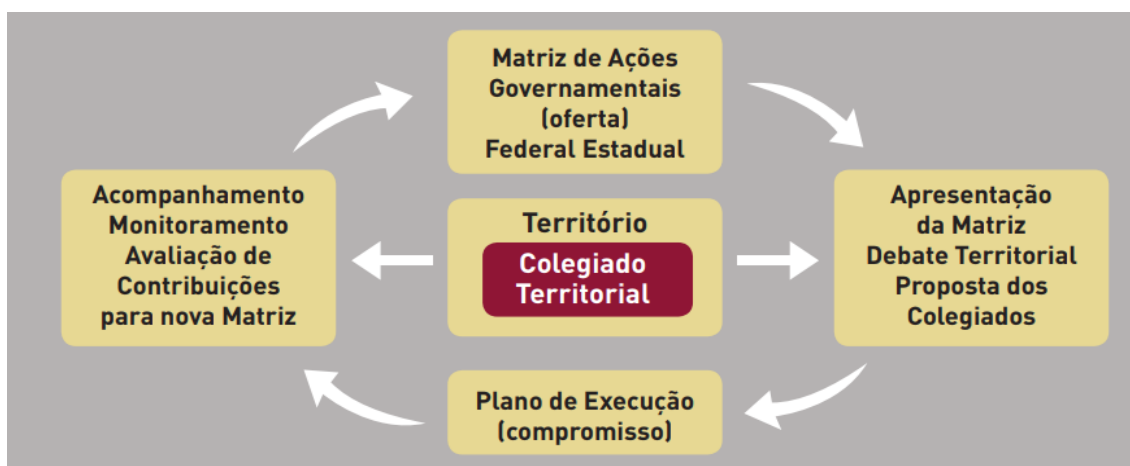 Matriz de Ações
Governamentais
(oferta)
Federal Estadual
Acompanhamento
Monitoramento
Avaliação de
Contribuições
para nova Matriz
Território
Colegiado
Territorial
Apresentação
da Matriz
Debate Territorial
Proposta dos
Colegiados
Plano de Execução
(compromisso)